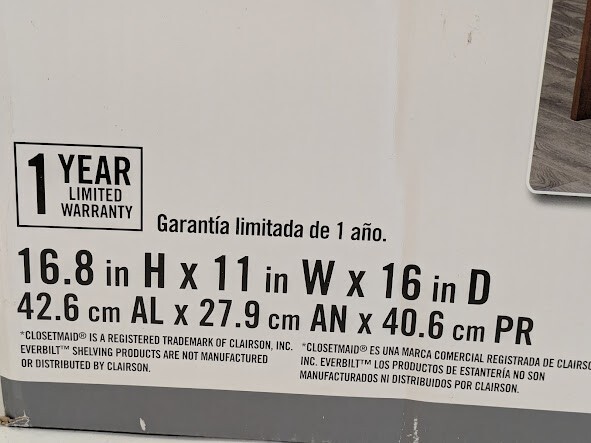 1 YEAR
LIMITED
WARRANTY
Garantía limitada de 1 año.
16.8 in H x 11 in W x 16 in D
42.6 cm AL x 27.9 cm AN x 40.6 cm PR
*CLOSETMAID® IS A REGISTERED TRADEMARK OF CLAIRSON, INC.
EVERBILT™ SHELVING PRODUCTS ARE NOT MANUFACTURED
OR DISTRIBUTED BY CLAIRSON.
*CLOSETMAID® ES UNA MARCA COMERCIAL REGISTRADA DE CLAIRSO
INC. EVERBILT™ LOS PRODUCTOS DE ESTANTERÍA NO SON
MANUFACTURADOS NI DISTRIBUIDOS POR CLAIRSON.